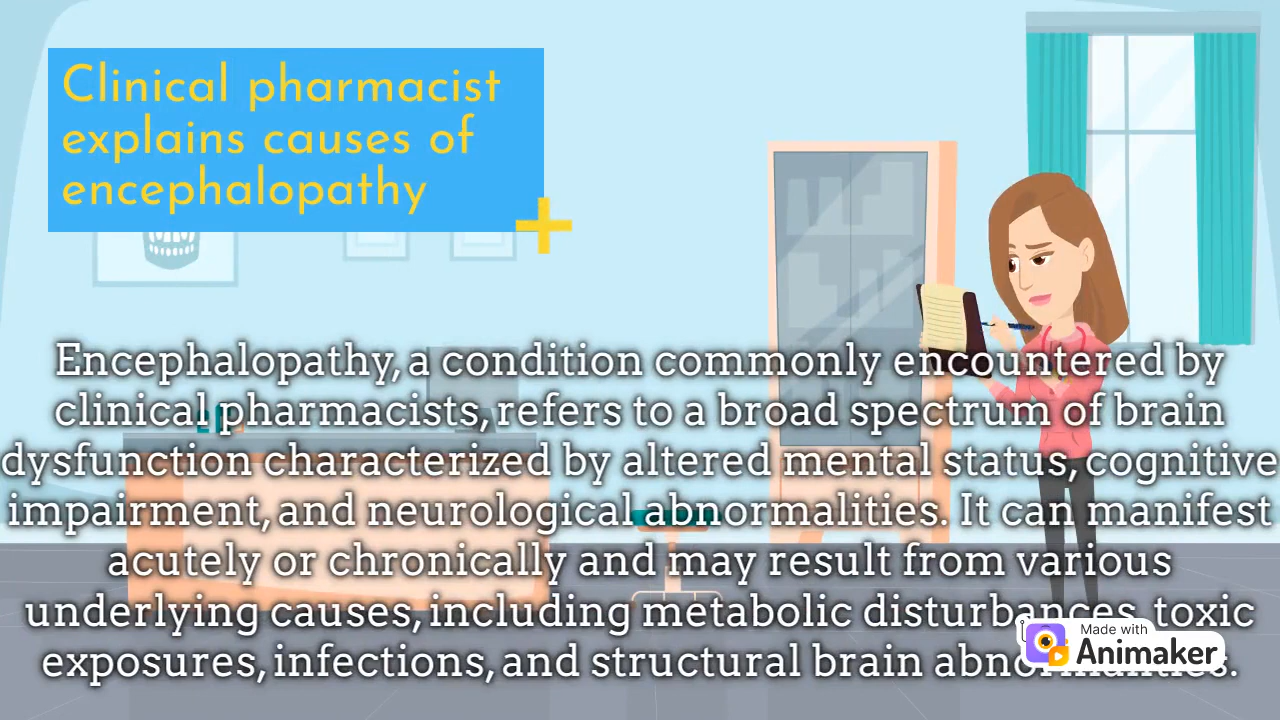 Clinical pharmacist
explains causes of
encephalopathy
Encephalopathy, a condition commonly encountered by
clinical pharmacists, refers to a broad spectrum of brain
dysfunction characterized by altered mental status, cognitive
impairment, and neurological abnormalities. It can manifest
acutely or chronically and may result from various
underlying causes, including metabolic disturbances, toxic
exposures, infections, and structural brain abnormalities.
Made with
Animaker